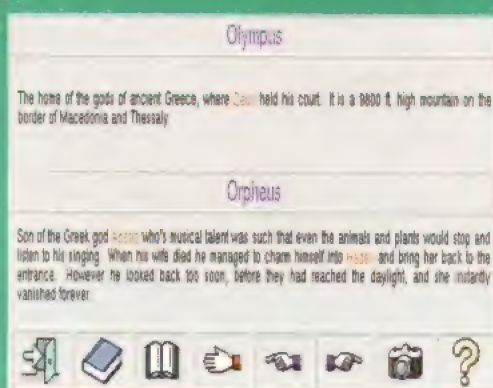 Olympus
The home of the gods of ancient Greece, where Zeus held his court. It is a 9800 ft. high mountain on the
border of Macedonia and Thessaly
Orpheus
Son of the Greek god Apollo who's musical talent was such that even the animals and plants would stop and
listen to his singing. When his wife died he managed to charm himself into Hades and bring her back to the
entrance. However he looked back too soon, before they had reached the daylight, and she instantly
vanished forever
?